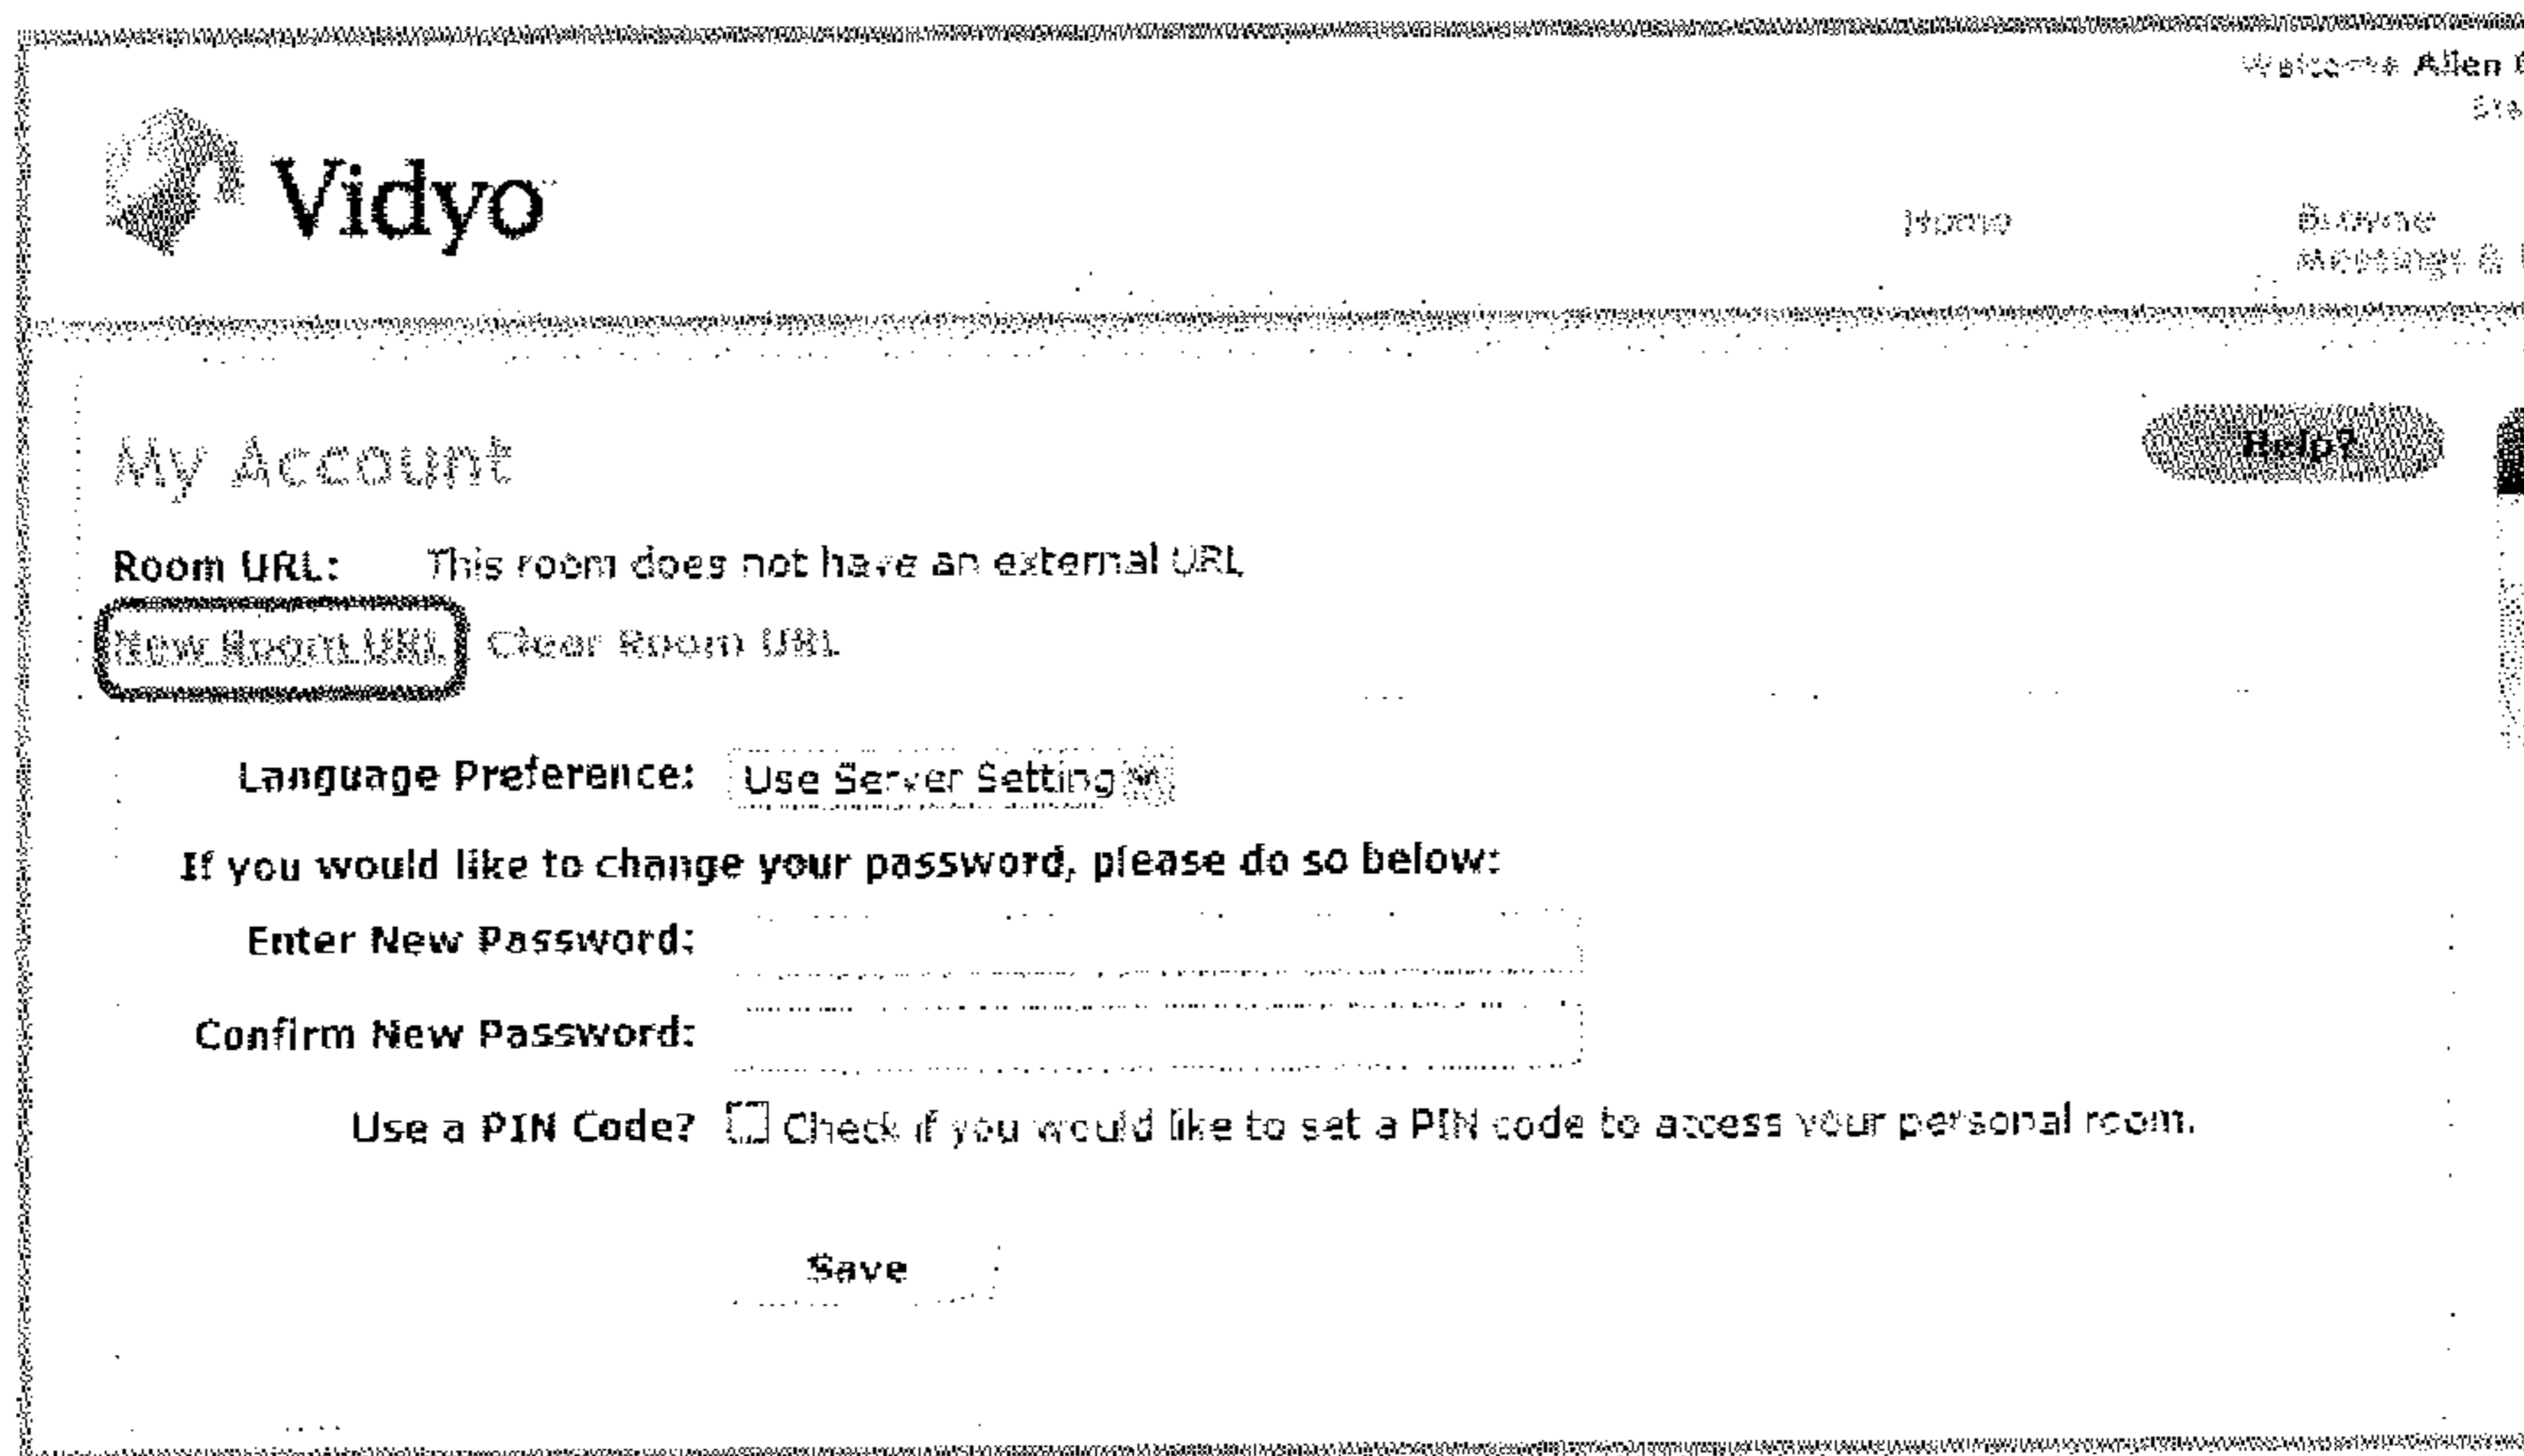 Welcome Allen
Vidyo
Home
Browse
Meetings &
My Account
Help?
Room URL: This room does not have an external URL
New Room URL Clear Room URL
Language Preference: Use Server Setting
If you would like to change your password, please do so below:
Enter New Password:
Confirm New Password:
Use a PIN Code? Check if you would like to set a PIN code to access your personal room.
Save